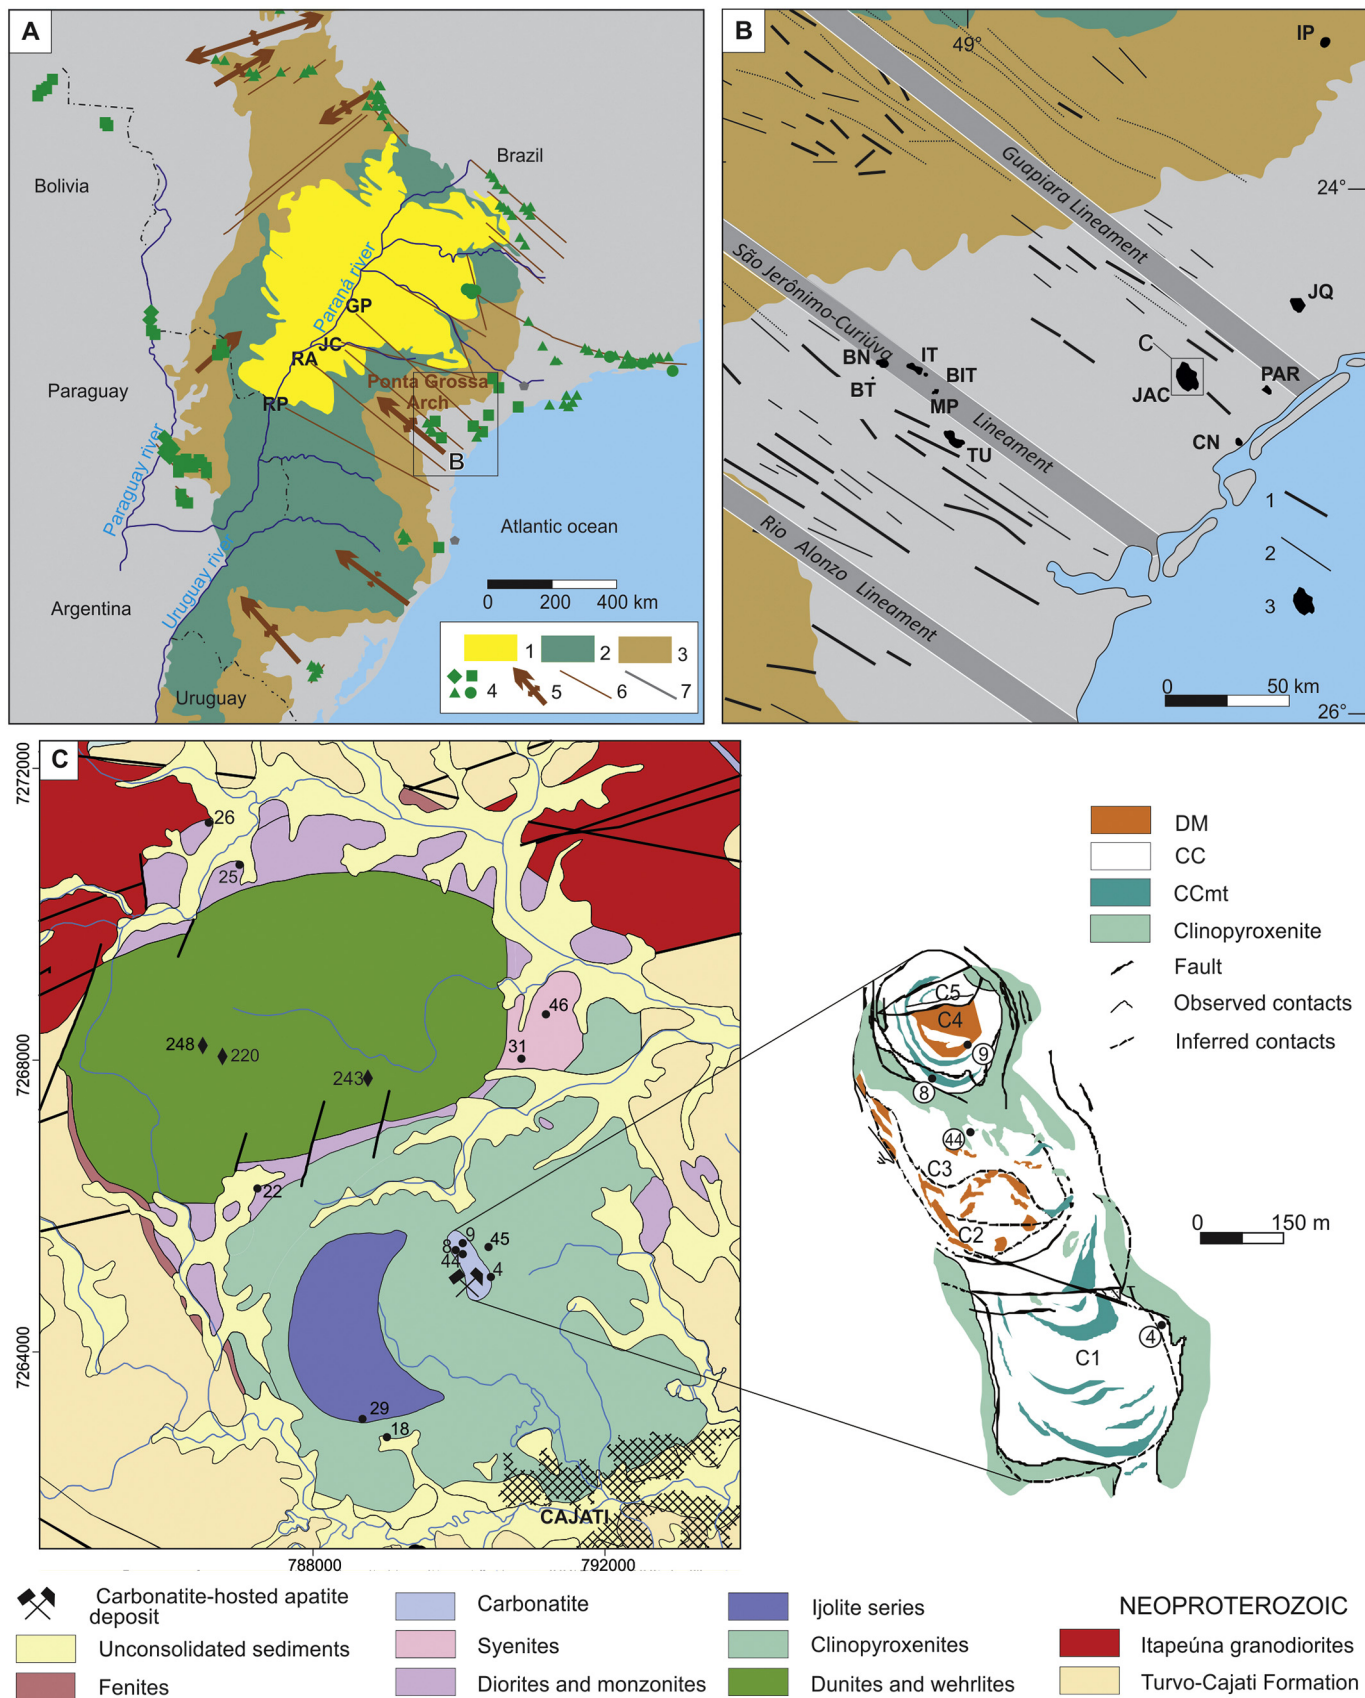 A
Bolivia
Brazil
Paraná river
GP
JC
RA
Paraguay
Ponta Grossa
Arch
RP
B
Paraguay river
Atlantic ocean
Uruguay river
Argentina
0 200 400 km
Uruguay
1 2 3
4 5 6 7
B
49°
IP
Guapiara Lineament
24°
São Jerônimo-Curiúva Lineament
JQ
C
BN
IT
BIT
BT
MP
JAC
PAR
TU
CN
1
Rio Alonzo Lineament
2
3
0 50 km
26°
C
7272000
26
25
46
248
220
243
31
7268000
22
9
8
45
44
4
7264000
29
18
CAJATI
788000
792000
DM
CC
CCmt
Clinopyroxenite
Fault
Observed contacts
Inferred contacts
C5
C4
9
8
44
C3
C2
0 150 m
4
C1
Carbonatite-hosted apatite
deposit
Unconsolidated sediments
Fenites
Carbonatite
Syenites
Diorites and monzonites
Ijolite series
Clinopyroxenites
Dunites and wehrlites
NEOPROTEROZOIC
Itapeúna granodiorites
Turvo-Cajati Formation